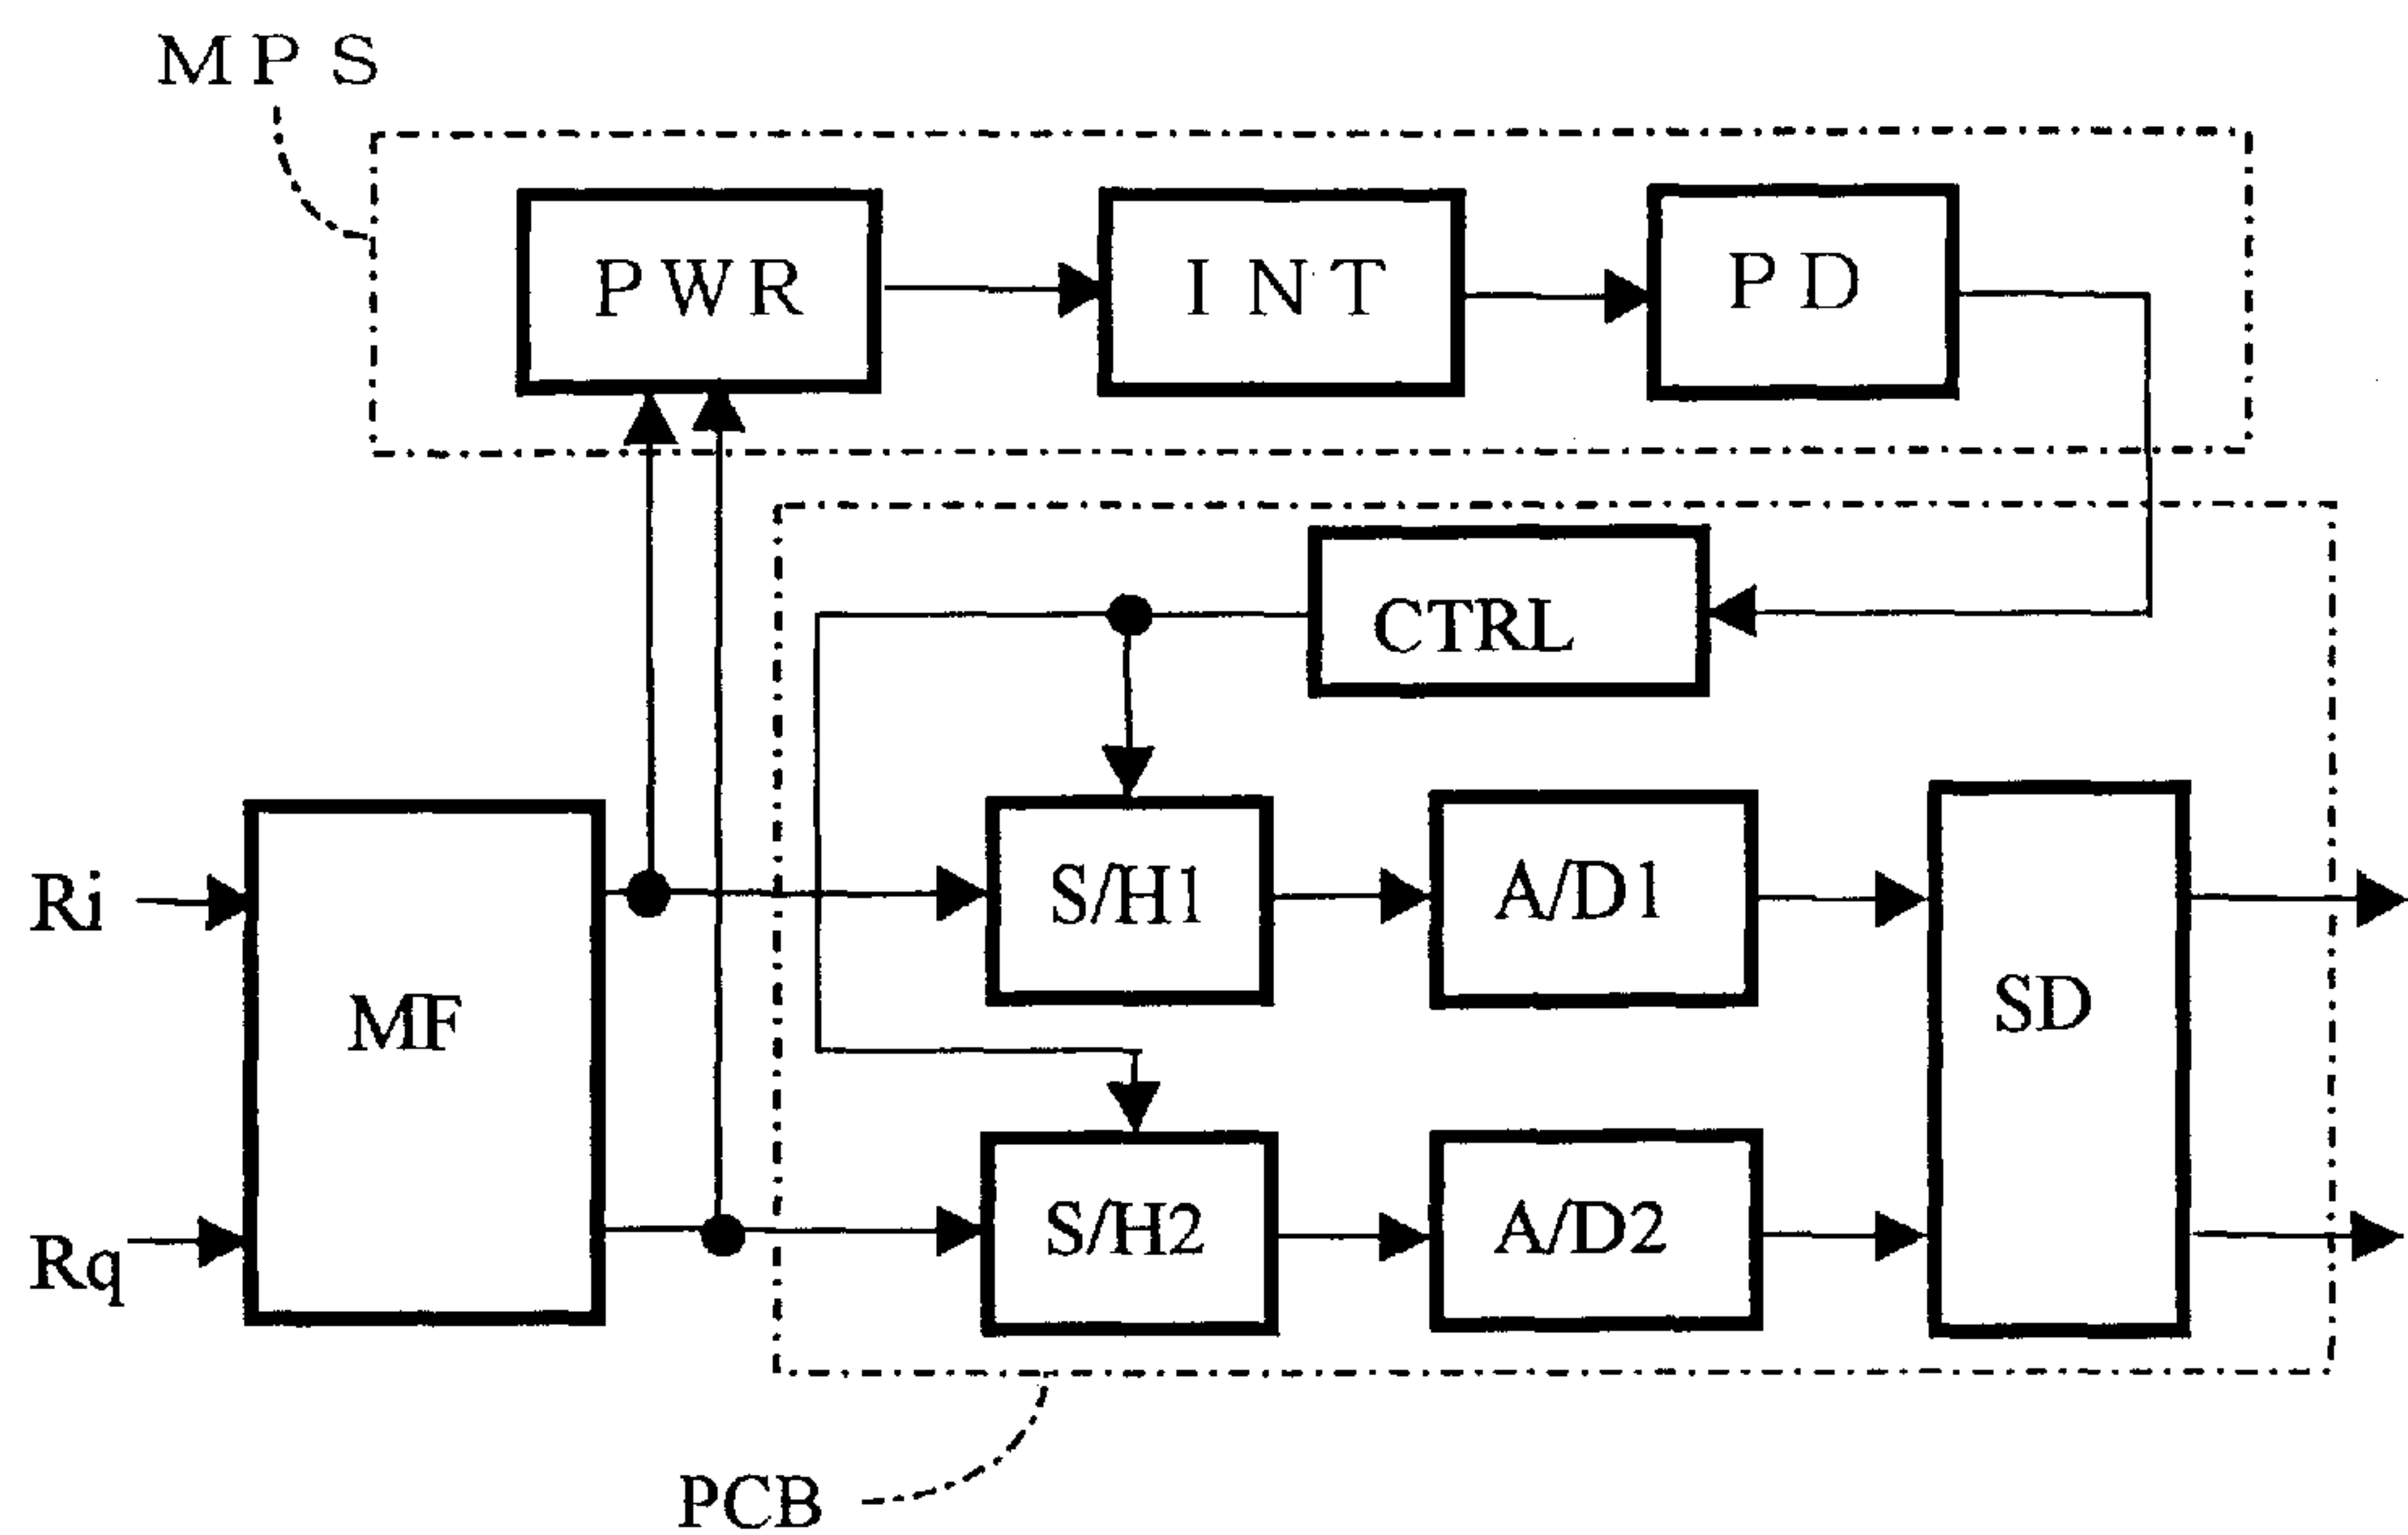 MPS
PWR
INT
PD
CTRL
Ri
S/H1
A/D1
MF
SD
Rq
S/H2
A/D2
PCB